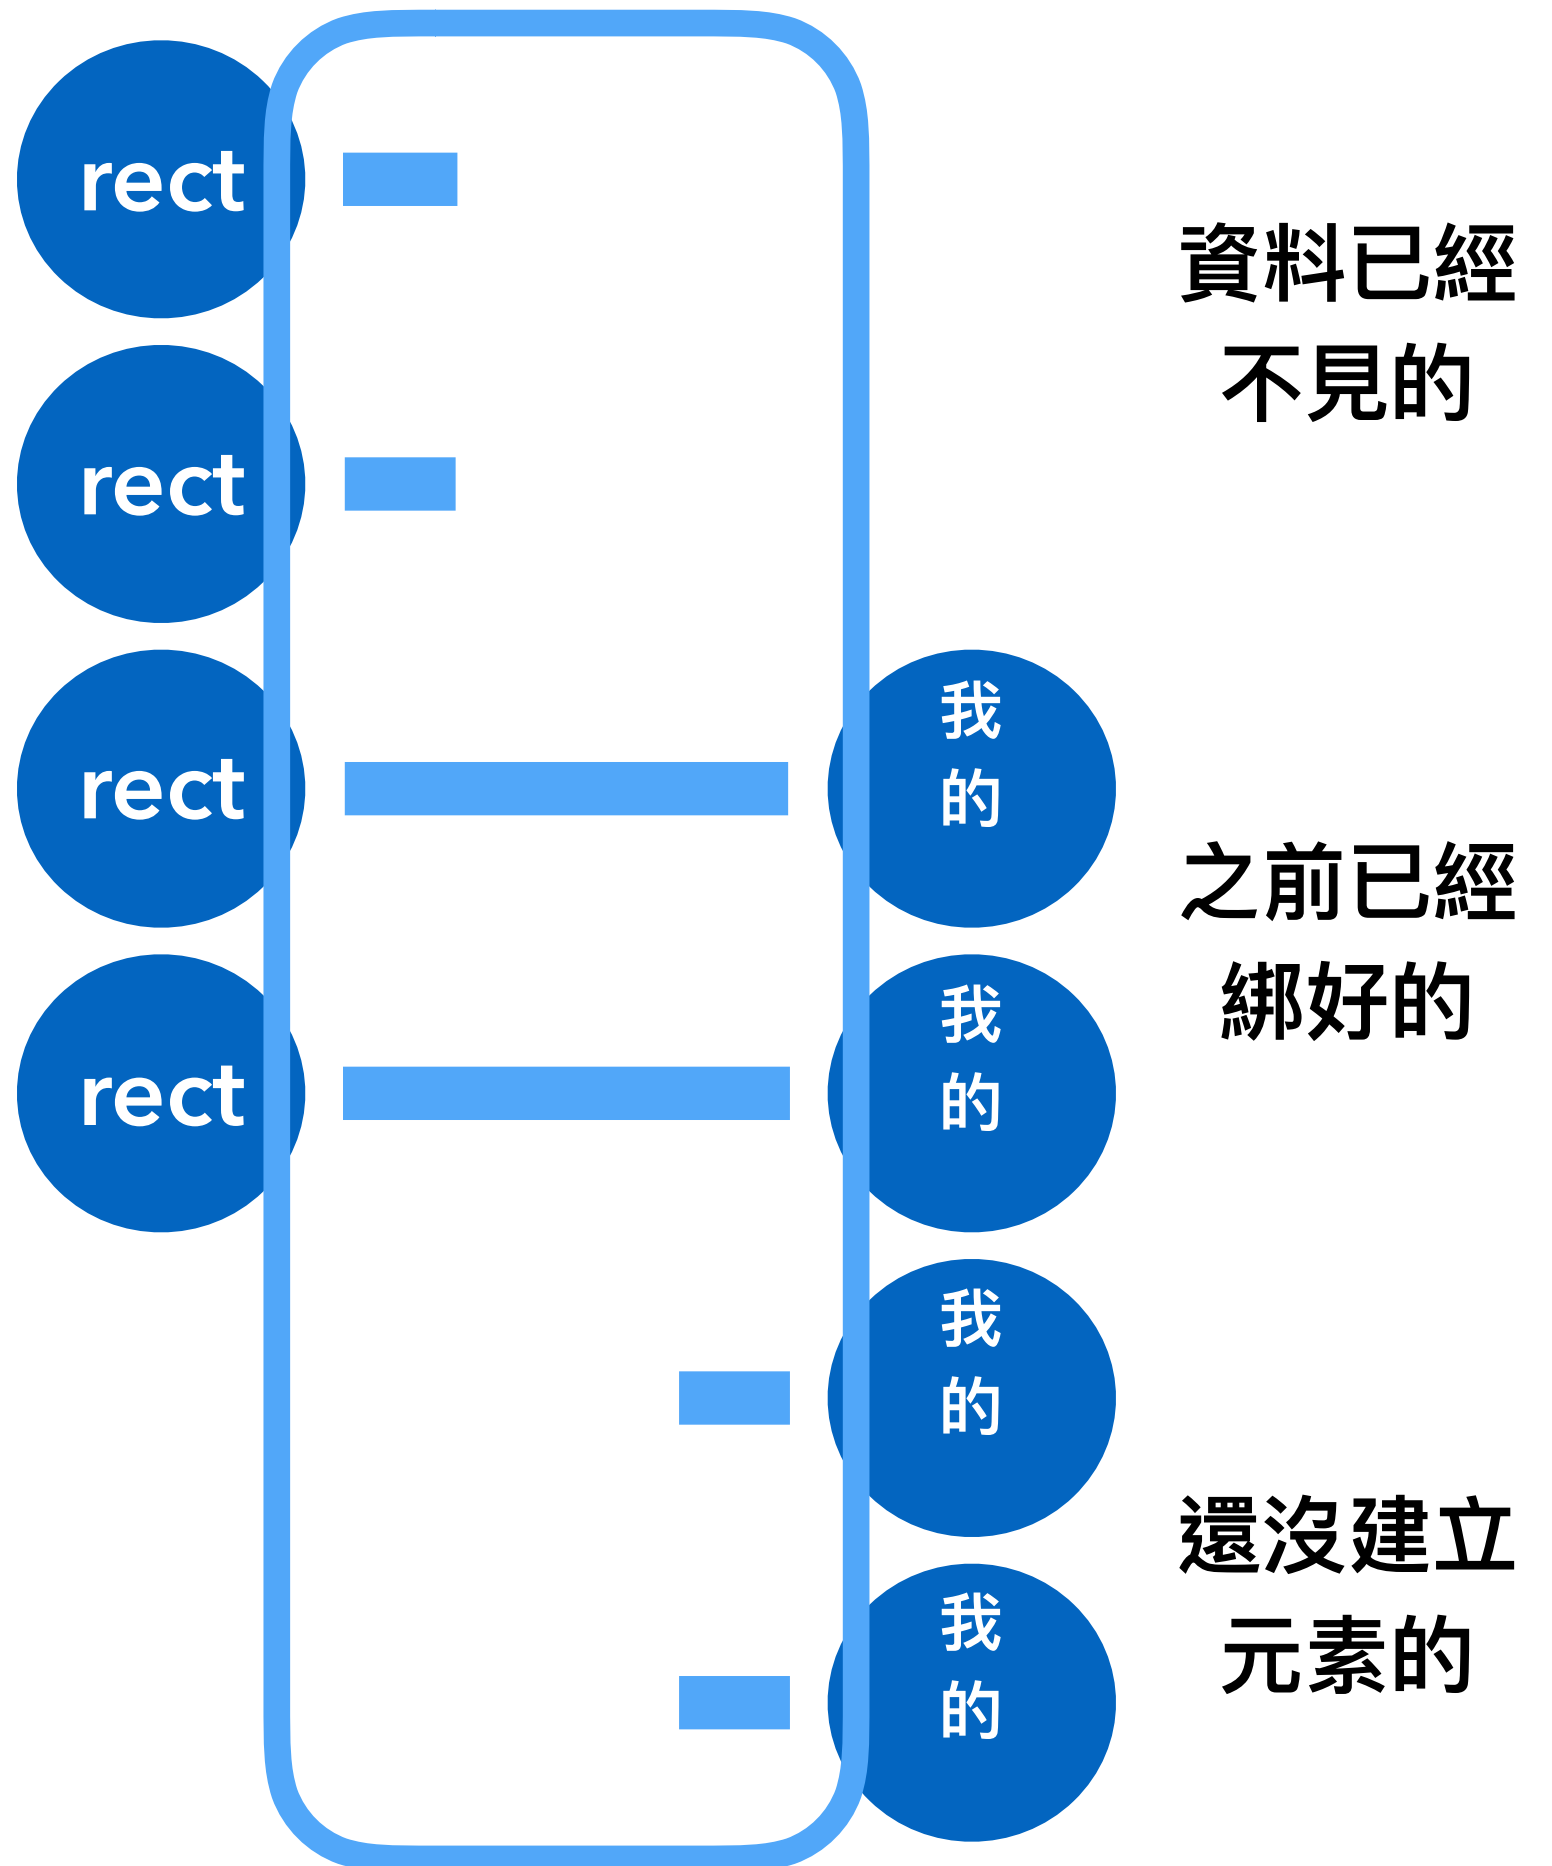 rect
資料已經
不見的
rect
rect
我
的
之前已經
綁好的
rect
我
的
我
的
還沒建立
元素的
我
的